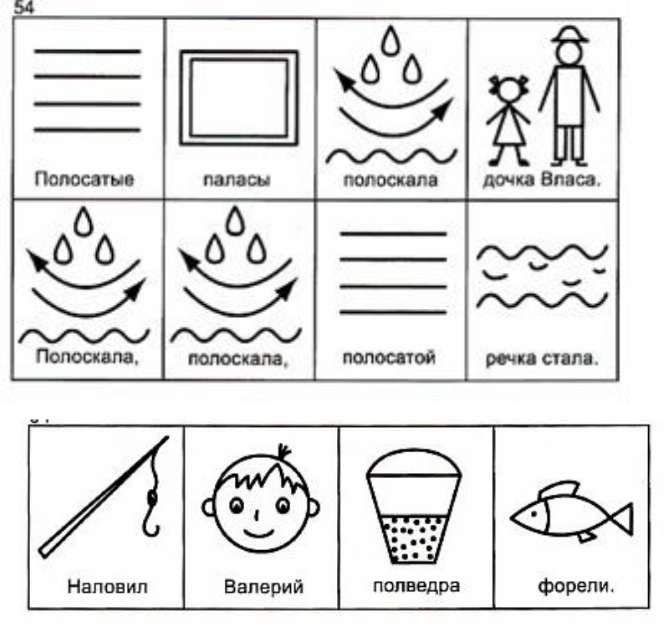 54
Полосатые паласы полоскала дочка Власа.
Полоскала, полоскала, полосатой речка стала.
Наловил Валерий полведра форели.